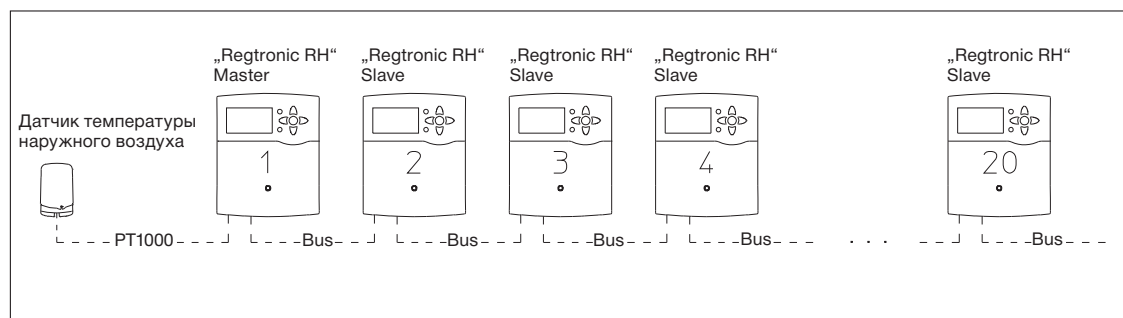 „Regtronic RH“
Master
„Regtronic RH“
Slave
„Regtronic RH“
Slave
„Regtronic RH“
Slave
„Regtronic RH“
Slave
Датчик температуры
наружного воздуха
1
2
3
4
20
PT1000
Bus
Bus
Bus
Bus
. . .
Bus